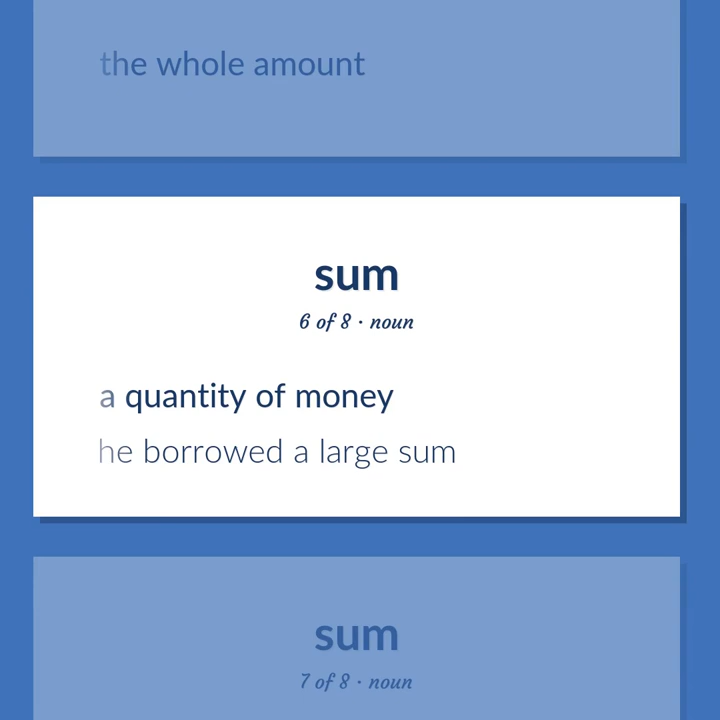 the whole amount
sum
6 of 8 · noun
a quantity of money
he borrowed a large sum
sum
7 of 8 · noun